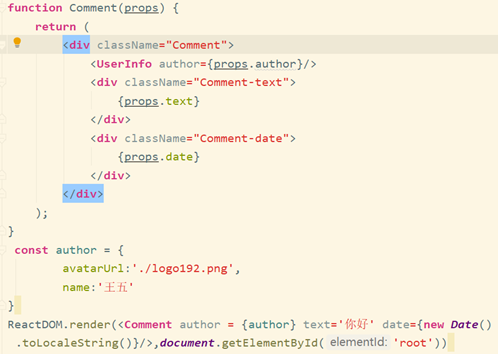 function Comment(props) {
    return (
        <div className="Comment">
            <UserInfo author={props.author}/>
            <div className="Comment-text">
                {props.text}
            </div>
            <div className="Comment-date">
                {props.date}
            </div>
        </div>
    );
}
const author = {
        avatarUrl:'./logo192.png',
        name:'王五'
}
ReactDOM.render(<Comment author = {author} text='你好' date={new Date()
 .toLocaleString()}/>,document.getElementById( elementId: 'root'))